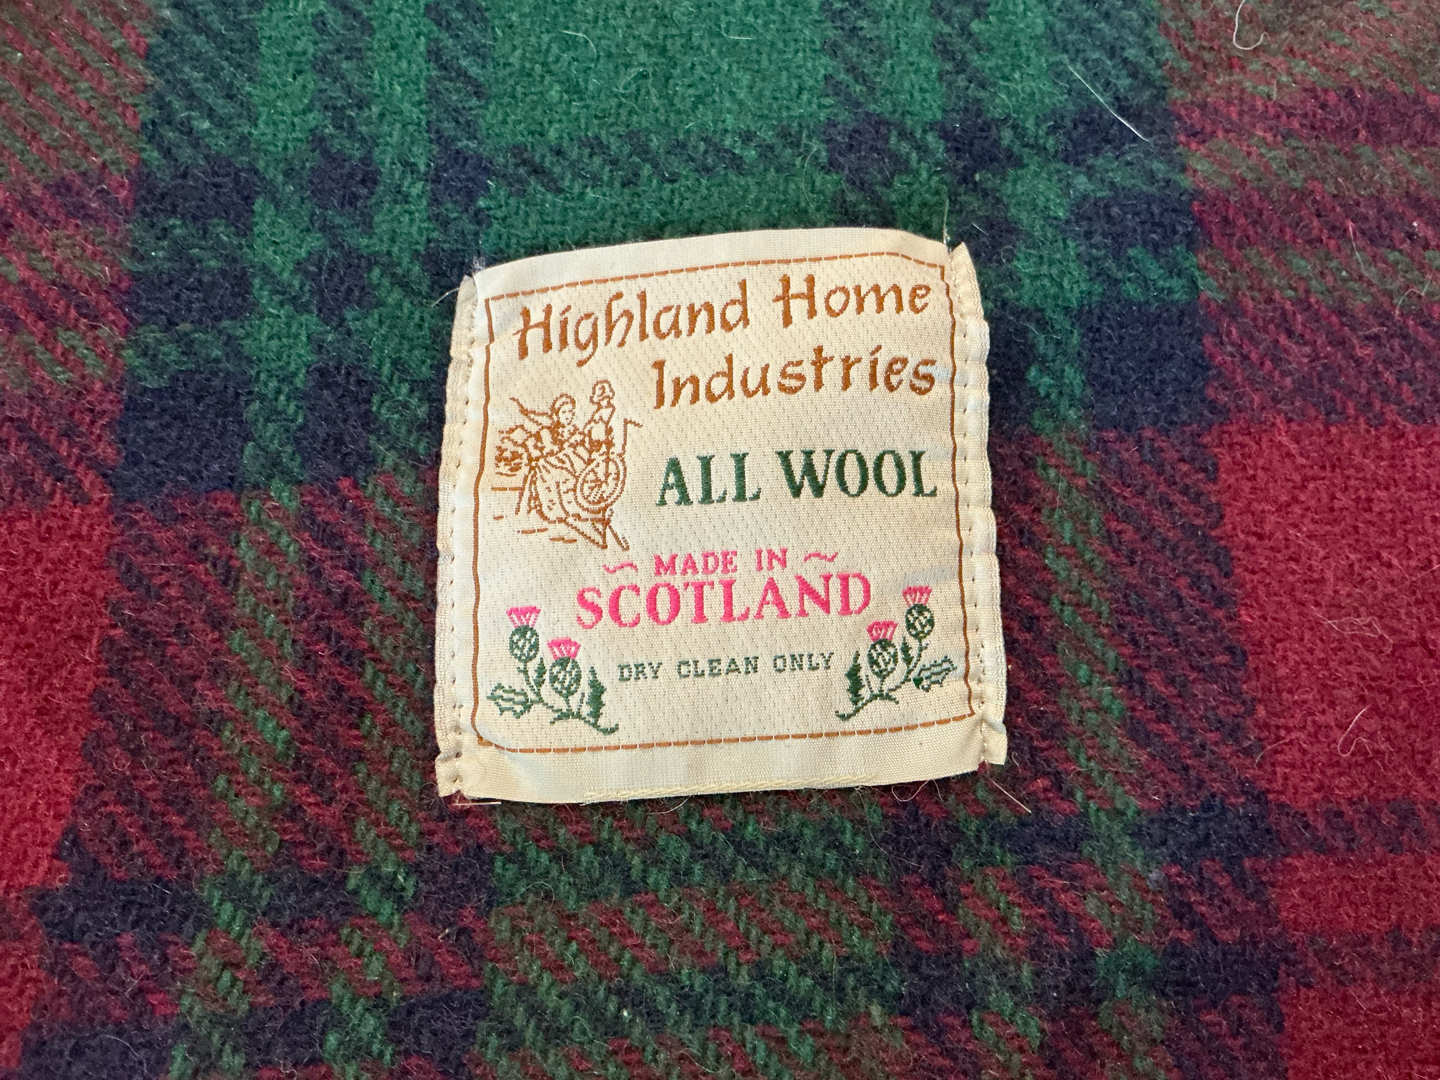 Highland Home
Industries
ALL WOOL
~ MADE IN ~
SCOTLAND
DRY CLEAN ONLY